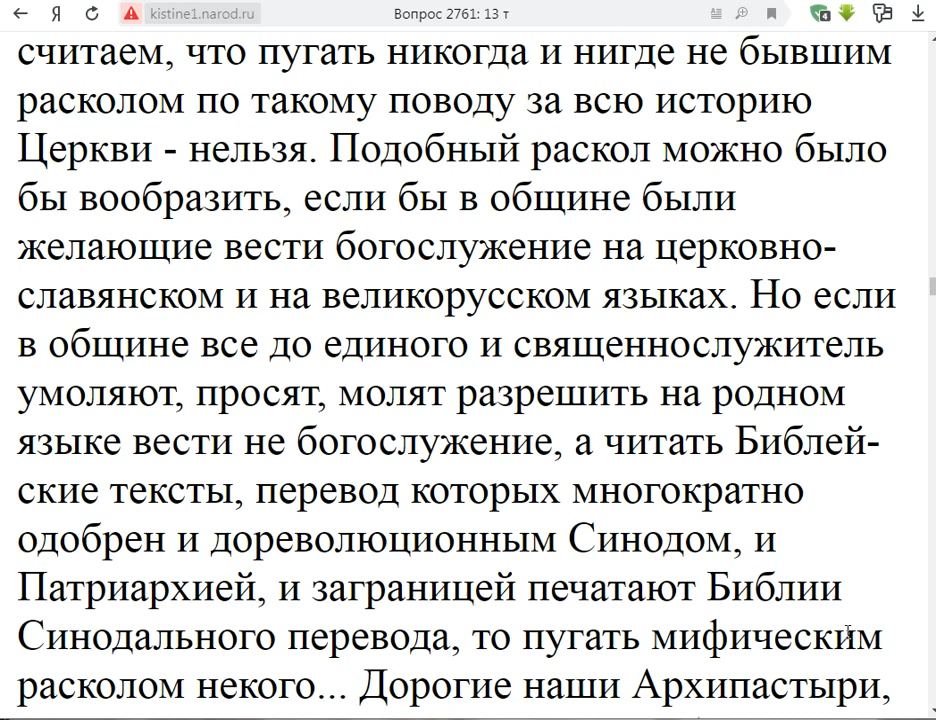 kistine1.narod.ru
Вопрос 2761: 13 т
4
считаем, что пугать никогда и нигде не бывшим
расколом по такому поводу за всю историю
Церкви - нельзя. Подобный раскол можно было
бы вообразить, если бы в общине были
желающие вести богослужение на церковно-
славянском и на великорусском языках. Но если
в общине все до единого и священнослужитель
умоляют, просят, молят разрешить на родном
языке вести не богослужение, а читать Библей-
ские тексты, перевод которых многократно
одобрен и дореволюционным Синодом, и
Патриархией, и заграницей печатают Библии
Синодального перевода, то пугать мифическим
расколом некого... Дорогие наши Архипастыри,